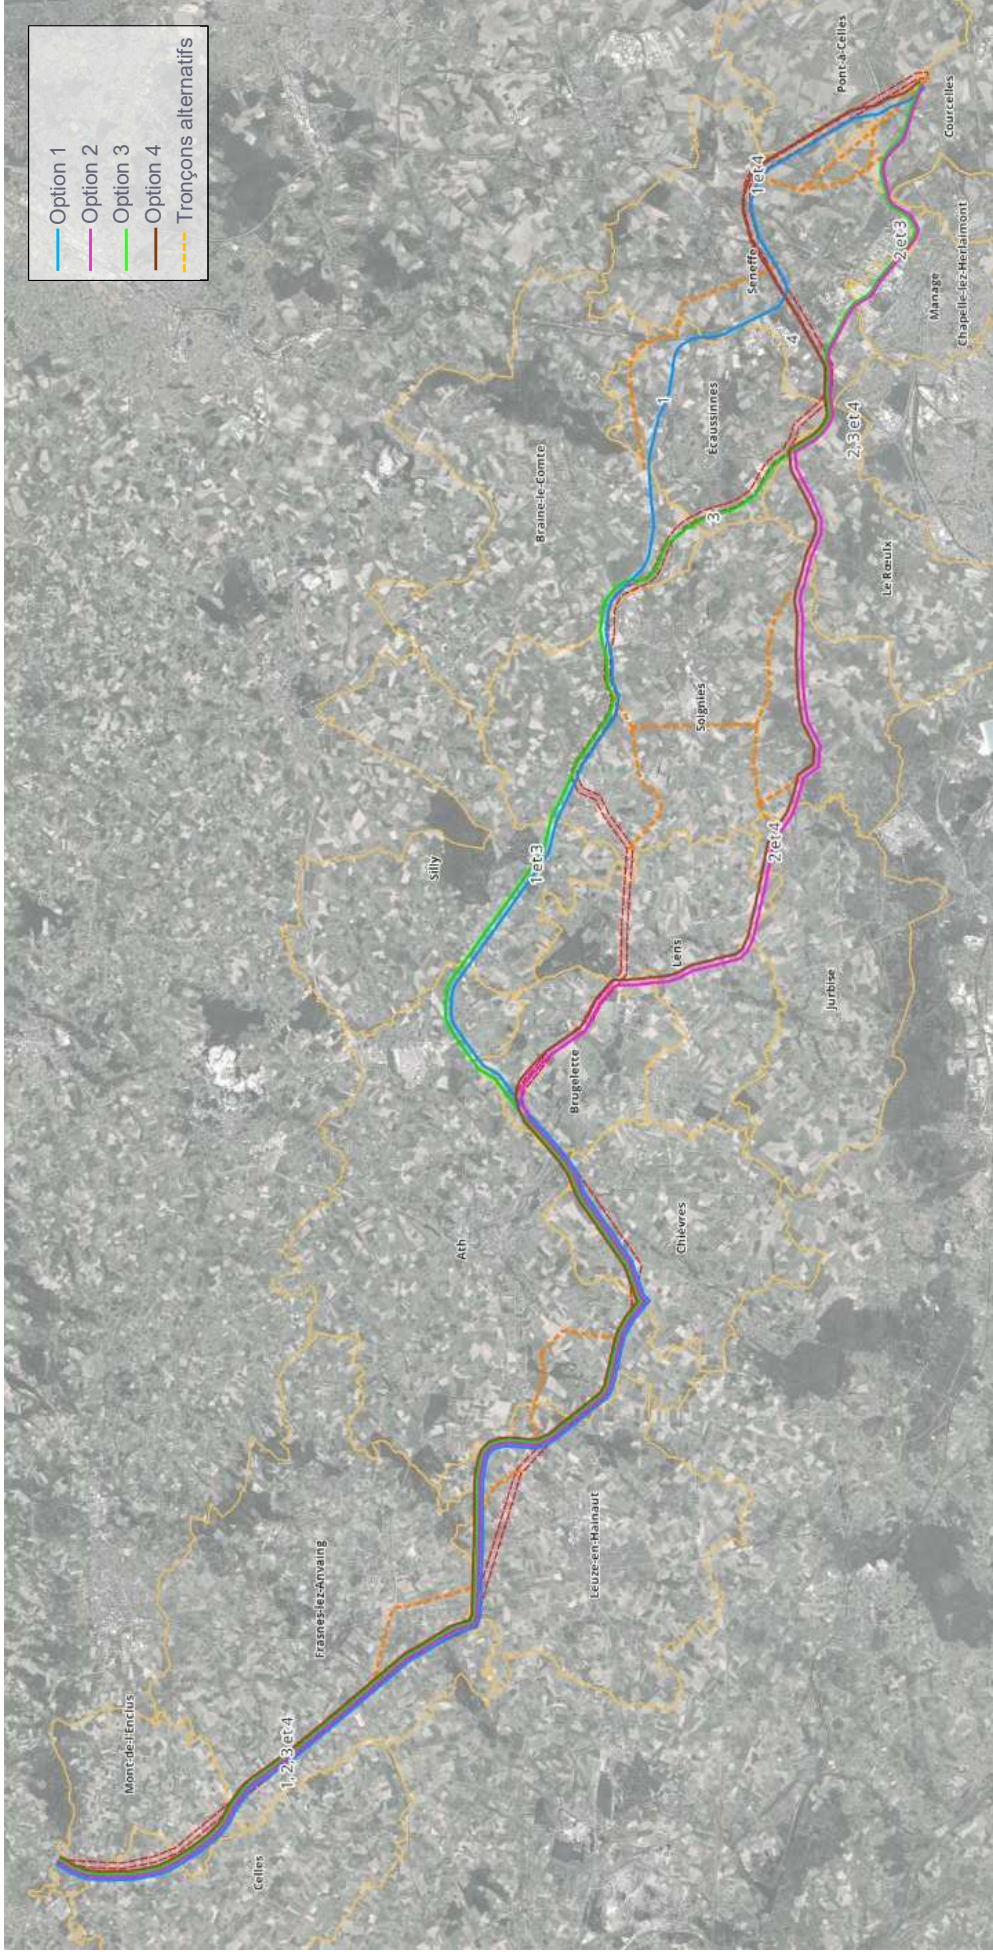 Option 1
Option 2
Option 3
Option 4
Tronçons alternatifs
Mont-de-l'Enclus
Celles
1, 2, 3 et 4
Frasnes-lez-Anvaing
Leuze-en-Hainaut
Ath
Chièvres
Brugelette
Silly
1 et 3
Lens
Jurbise
2 et 4
Soignies
Braine-le-Comte
Le Rœulx
3
1
Ecaussinnes
2, 3 et 4
4
Seneffe
1 et 4
2 et 3
Manage
Chapelle-lez-Herlaimont
Pont-à-Celles
Courcelles